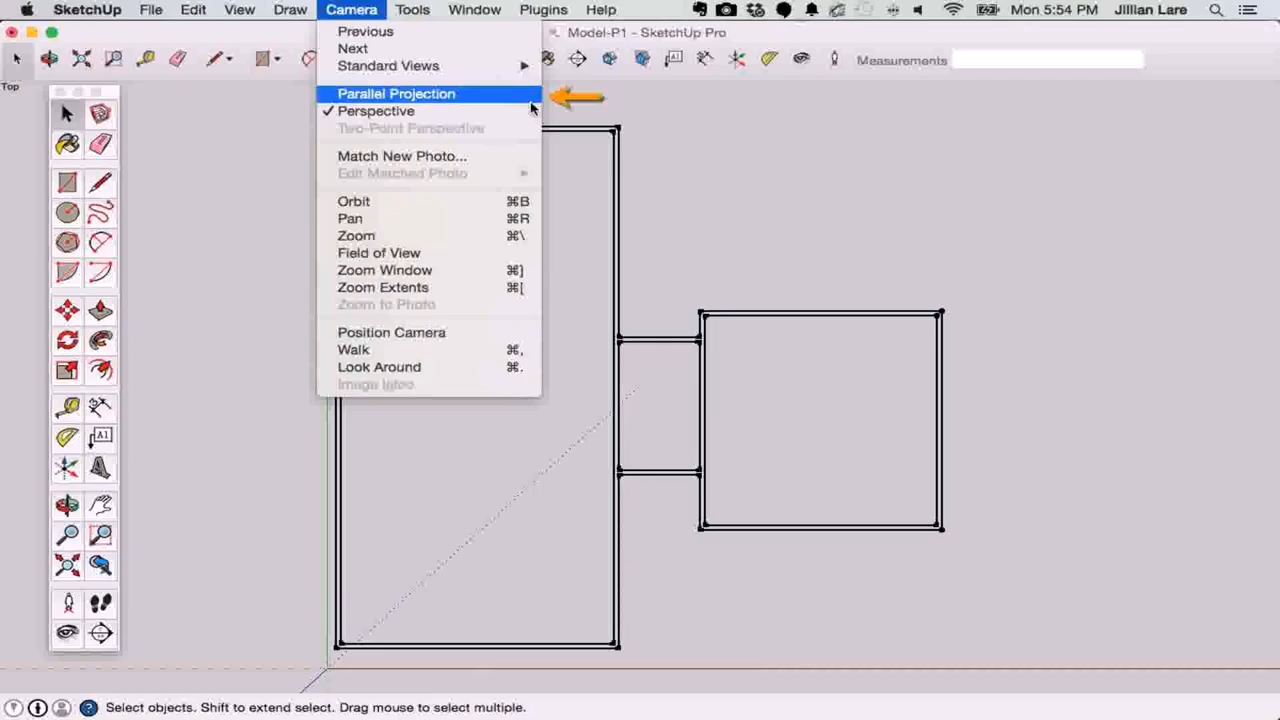 SketchUp File Edit View Draw Camera Tools Window Plugins Help Mon 5:54 PM Jillian Lare
Model-P1 - SketchUp Pro
Measurements
Top
Previous
Next
Standard Views
Parallel Projection
✓ Perspective
Two-Point Perspective
Match New Photo...
Edit Matched Photo
Orbit ⌘B
Pan ⌘R
Zoom ⌘\
Field of View
Zoom Window ⌘]
Zoom Extents ⌘[
Zoom to Photo
Position Camera
Walk ⌘,
Look Around ⌘.
Image Igloo
A1
Select objects. Shift to extend select. Drag mouse to select multiple.